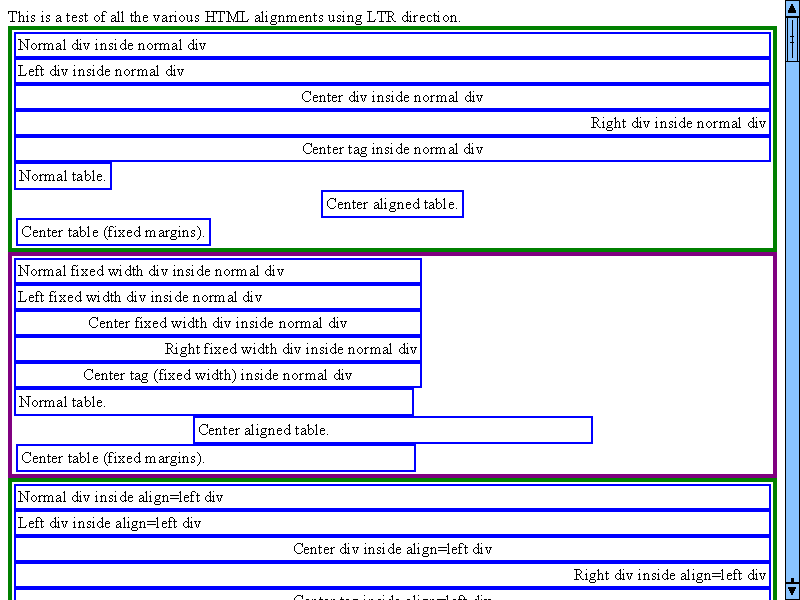 This is a test of all the various HTML alignments using LTR direction.
Normal div inside normal div
Left div inside normal div
Center div inside normal div
Right div inside normal div
Center tag inside normal div
Normal table.
Center aligned table.
Center table (fixed margins).
Normal fixed width div inside normal div
Left fixed width div inside normal div
Center fixed width div inside normal div
Right fixed width div inside normal div
Center tag (fixed width) inside normal div
Normal table.
Center aligned table.
Center table (fixed margins).
Normal div inside align=left div
Left div inside align=left div
Center div inside align=left div
Right div inside align=left div
Center tag inside align=left div